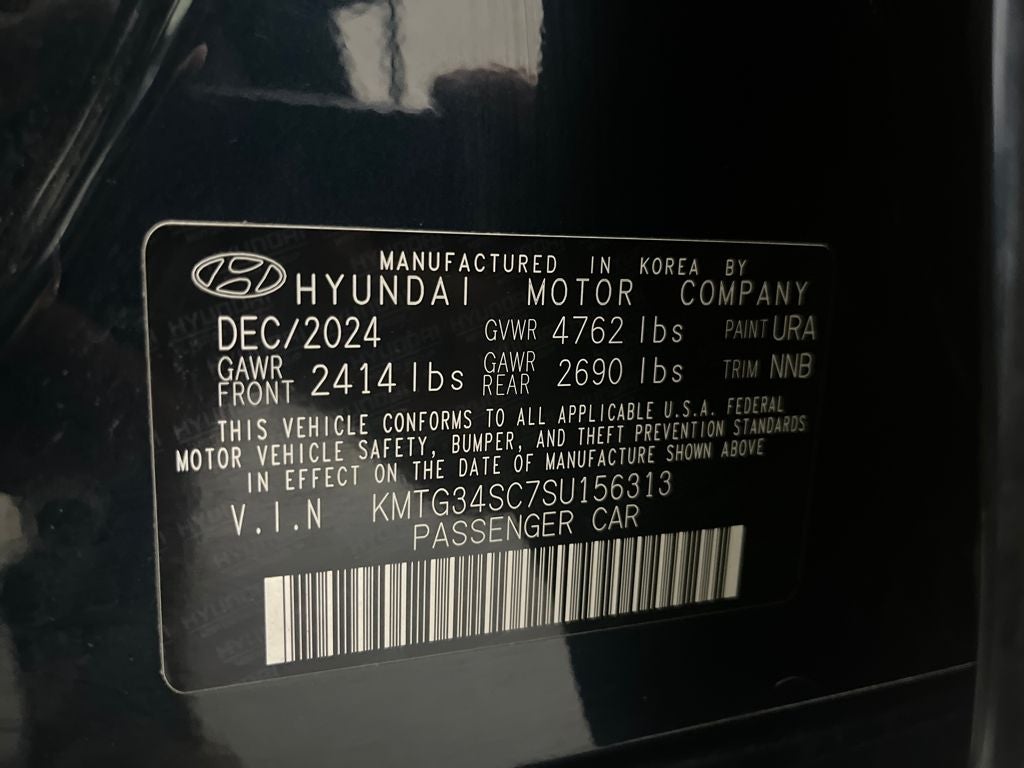 MANUFACTURED IN KOREA BY
HYUNDAI MOTOR COMPANY
DEC/2024 GVWR 4762 lbs PAINT URA
GAWR FRONT 2414 lbs GAWR REAR 2690 lbs TRIM NNB
THIS VEHICLE CONFORMS TO ALL APPLICABLE U.S.A. FEDERAL
MOTOR VEHICLE SAFETY, BUMPER, AND THEFT PREVENTION STANDARDS
IN EFFECT ON THE DATE OF MANUFACTURE SHOWN ABOVE
V.I.N KMTG34SC7SU156313
PASSENGER CAR